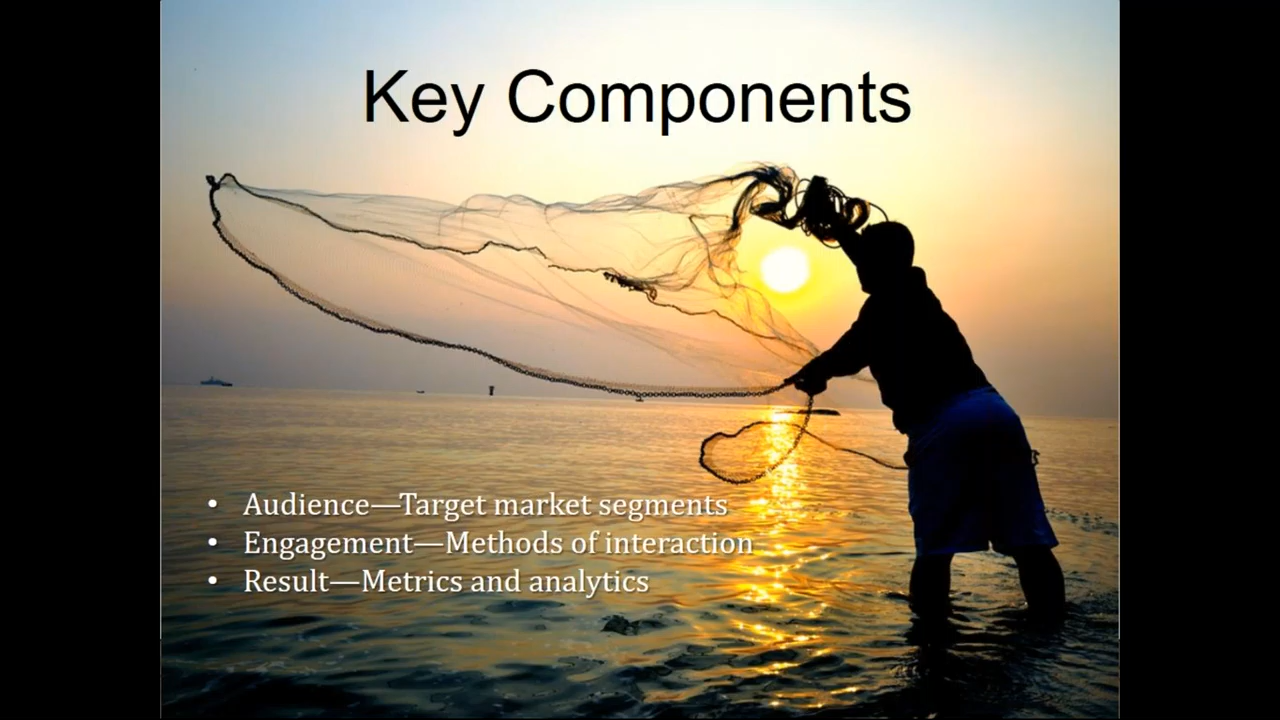 Key Components
• Audience—Target market segments
• Engagement—Methods of interaction
• Result—Metrics and analytics